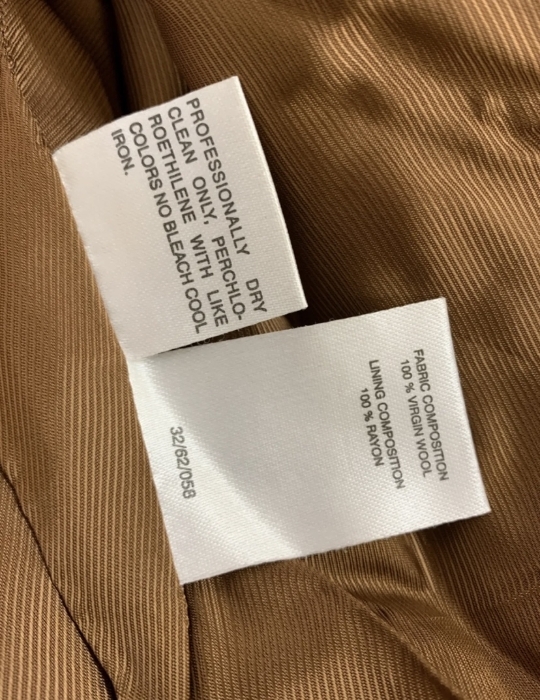 PROFESSIONALLY DRY
CLEAN ONLY, PERCHLO-
ROETHILENE WITH LIKE
COLORS NO BLEACH COOL
IRON.
FABRIC COMPOSITION
100 % VIRGIN WOOL
LINING COMPOSITION
100 % RAYON
32/62/058